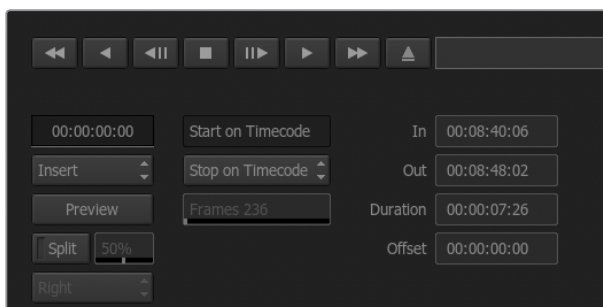 00:00:00:00 Start on Timecode In 00:08:40:06
Insert Stop on Timecode Out 00:08:48:02
Preview Frames 236 Duration 00:00:07:26
Split 50% Offset 00:00:00:00
Right